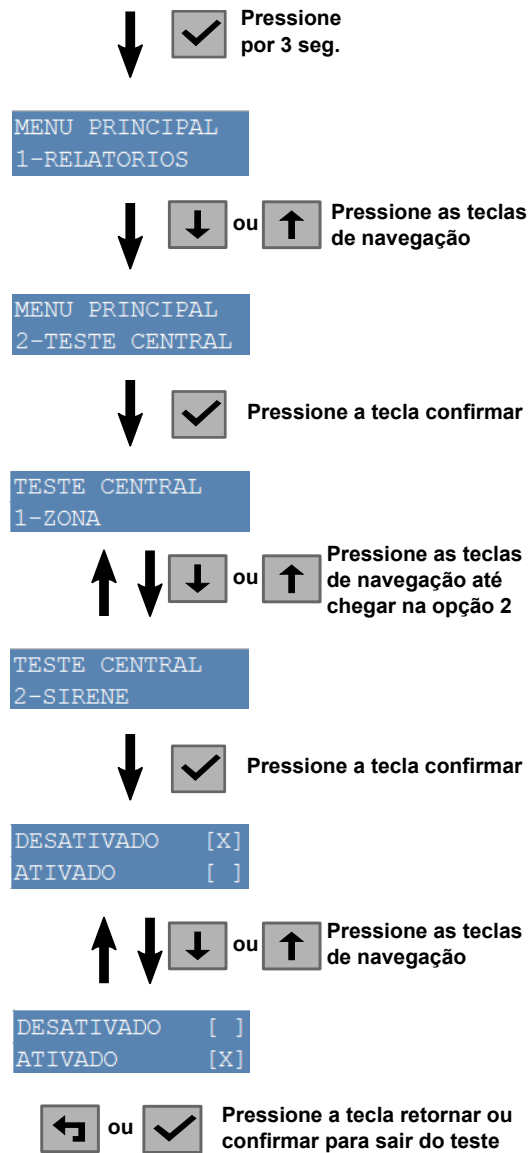 Pressione
por 3 seg.
MENU PRINCIPAL
1-RELATORIOS
ou
Pressione as teclas
de navegação
MENU PRINCIPAL
2-TESTE CENTRAL
Pressione a tecla confirmar
TESTE CENTRAL
1-ZONA
ou
Pressione as teclas
de navegação até
chegar na opção 2
TESTE CENTRAL
2-SIRENE
Pressione a tecla confirmar
DESATIVADO [X]
ATIVADO [ ]
ou
Pressione as teclas
de navegação
DESATIVADO [ ]
ATIVADO [X]
ou
Pressione a tecla retornar ou
confirmar para sair do teste